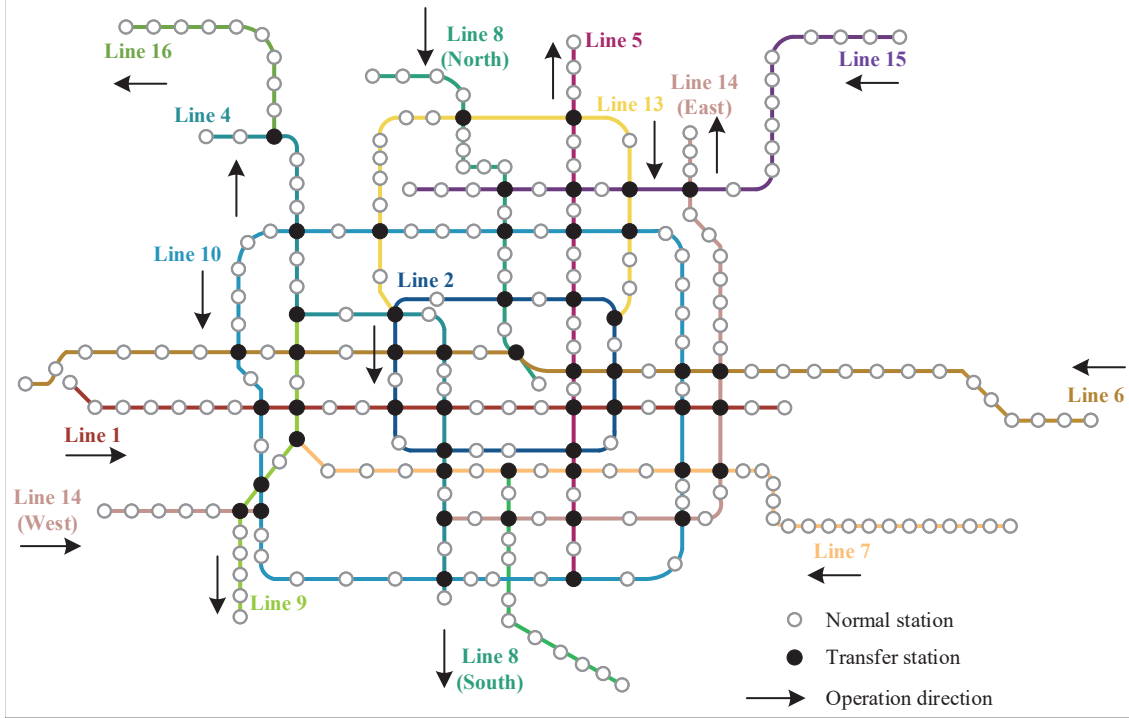 Line 8
(North)
Line 5
Line 16
Line 15
Line 14
(East)
Line 13
Line 4
Line 10
Line 2
Line 6
Line 1
Line 14
(West)
Line 7
Line 9
Line 8
(South)
Normal station
Transfer station
Operation direction